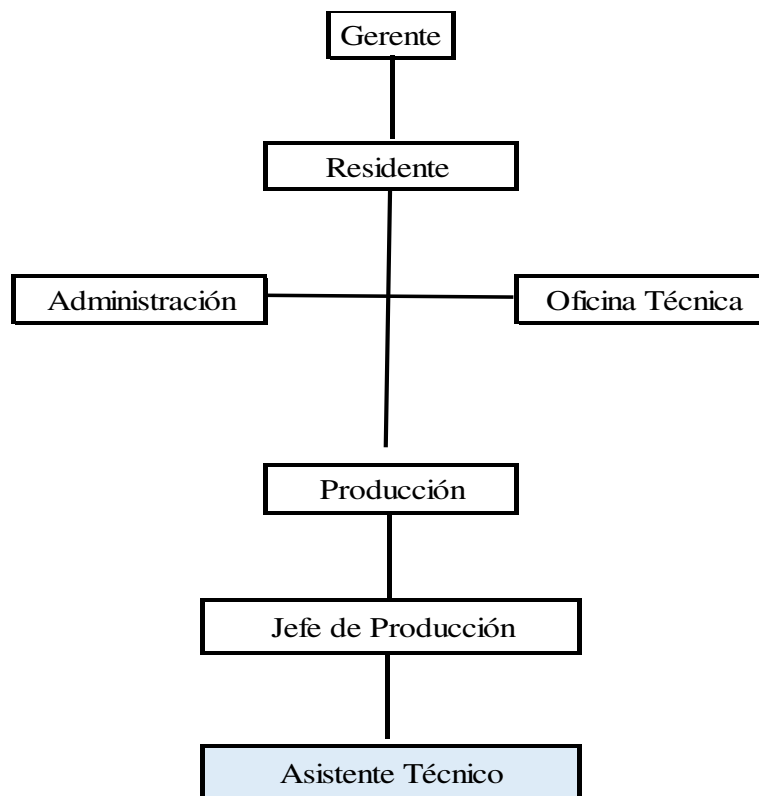 Gerente
Residente
Administración
Oficina Técnica
Producción
Jefe de Producción
Asistente Técnico